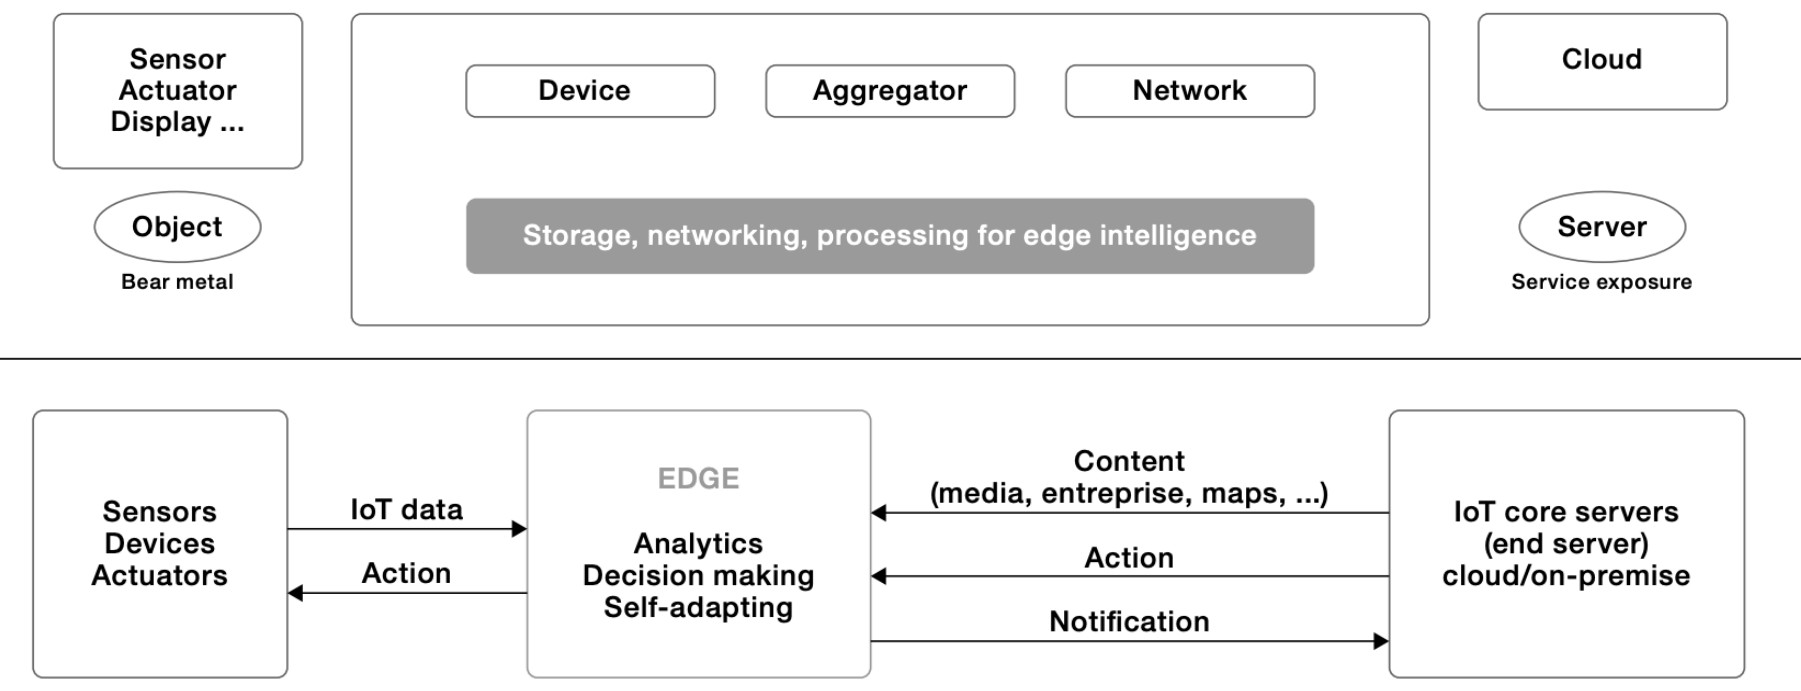 Sensor
Actuator
Display ...
Device
Aggregator
Network
Cloud
Object
Bear metal
Storage, networking, processing for edge intelligence
Server
Service exposure
Sensors
Devices
Actuators
IoT data
Action
EDGE
Analytics
Decision making
Self-adapting
Content
(media, entreprise, maps, ...)
Action
Notification
IoT core servers
(end server)
cloud/on-premise